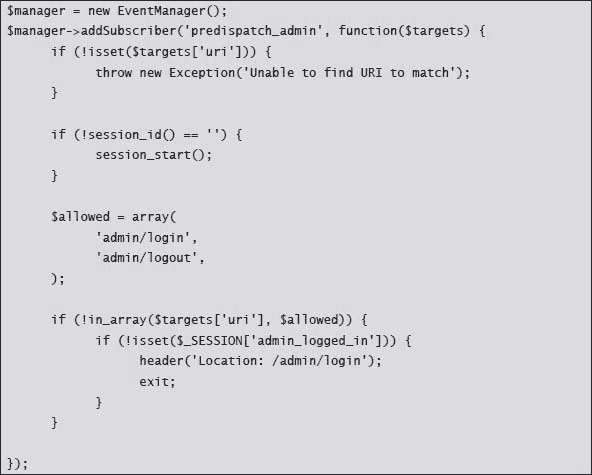 $manager = new EventManager();
$manager->addSubscriber('predispatch_admin', function($targets) {
if (!isset($targets['uri'])) {
throw new Exception('Unable to find URI to match');
}
if (!session_id() == '') {
session_start();
}
$allowed = array(
'admin/login',
'admin/logout',
);
if (!in_array($targets['uri'], $allowed)) {
if (!isset($_SESSION['admin_logged_in'])) {
header('Location: /admin/login');
exit;
}
}
});